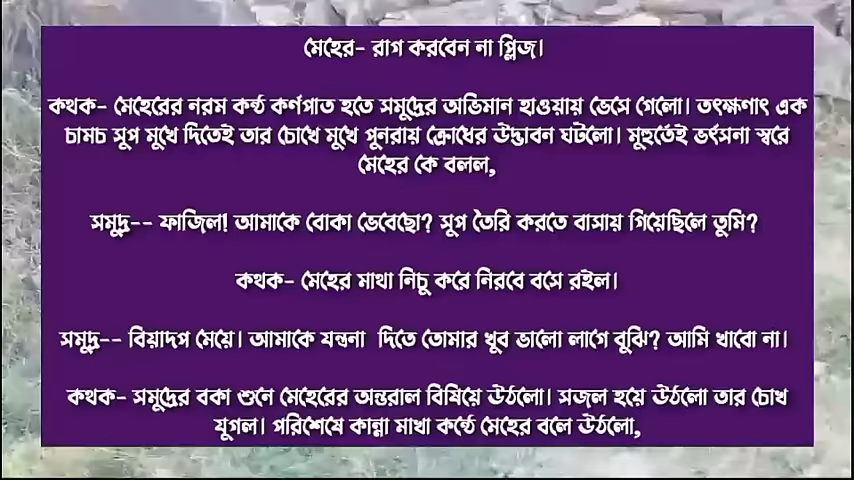 মেহের- রাগ করবেন না প্লিজ।
কথক- মেহেরের নরম কন্ঠ কর্ণপাত হতে সমুদ্রের অভিমান হাওয়ায় ভেসে গেলো। তৎক্ষণাৎ এক
চামচ সুপ মুখে দিতেই তার চোখে মুখে পুনরায় ক্রোধের উদ্ভাবন ঘটলো। মুহুর্তেই ভর্ৎসনা স্বরে
মেহের কে বলল,
সমুদ্র-- ফাজিল! আমাকে বোকা ভেবেছো? সুপ তৈরি করতে বাসায় গিয়েছিলে তুমি?
কথক- মেহের মাথা নিচু করে নিরবে বসে রইল।
সমুদ্র-- বিয়াদপ মেয়ে। আমাকে যন্ত্রনা দিতে তোমার খুব ভালো লাগে বুঝি? আমি খাবো না।
কথক- সমুদ্রের বকা শুনে মেহেরের অন্তরাল বিষিয়ে উঠলো। সজল হয়ে উঠলো তার চোখ
যুগল। পরিশেষে কান্না মাখা কন্ঠে মেহের বলে উঠলো,